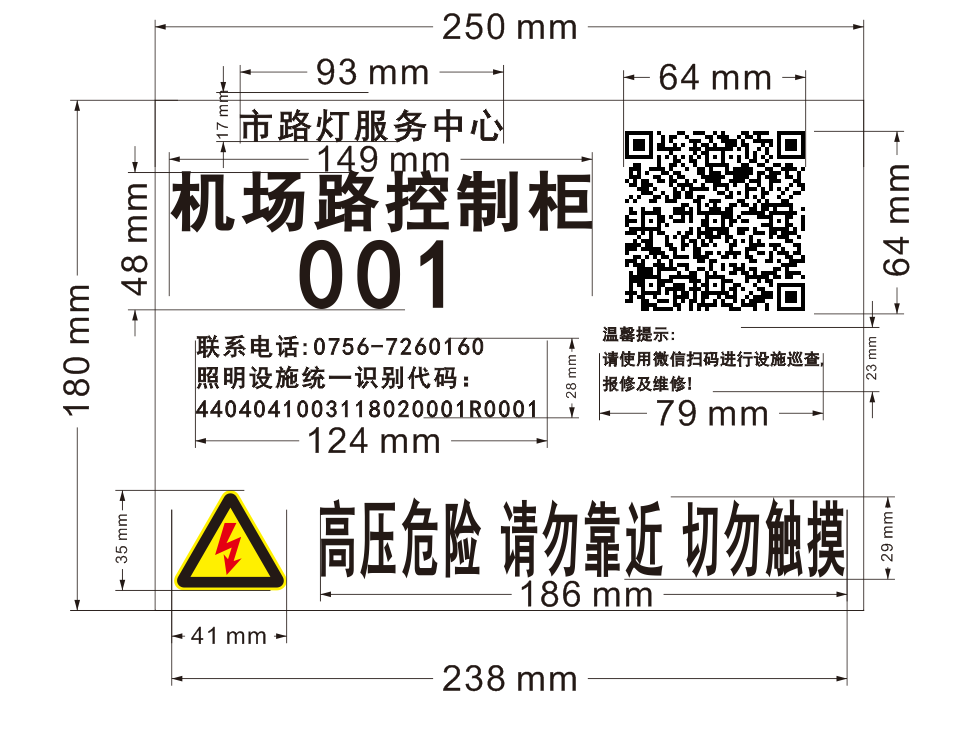 250 mm
93 mm
64 mm
17 mm
市路灯服务中心
149 mm
机场路控制柜
001
48 mm
64 mm
180 mm
联系电话:0756-7260160
照明设施统一识别代码:
4404041003118020001R0001
28 mm
124 mm
温馨提示:
请使用微信扫码进行设施巡查,
报修及维修!
23 mm
79 mm
35 mm
高压危险 请勿靠近 切勿触摸
29 mm
186 mm
41 mm
238 mm